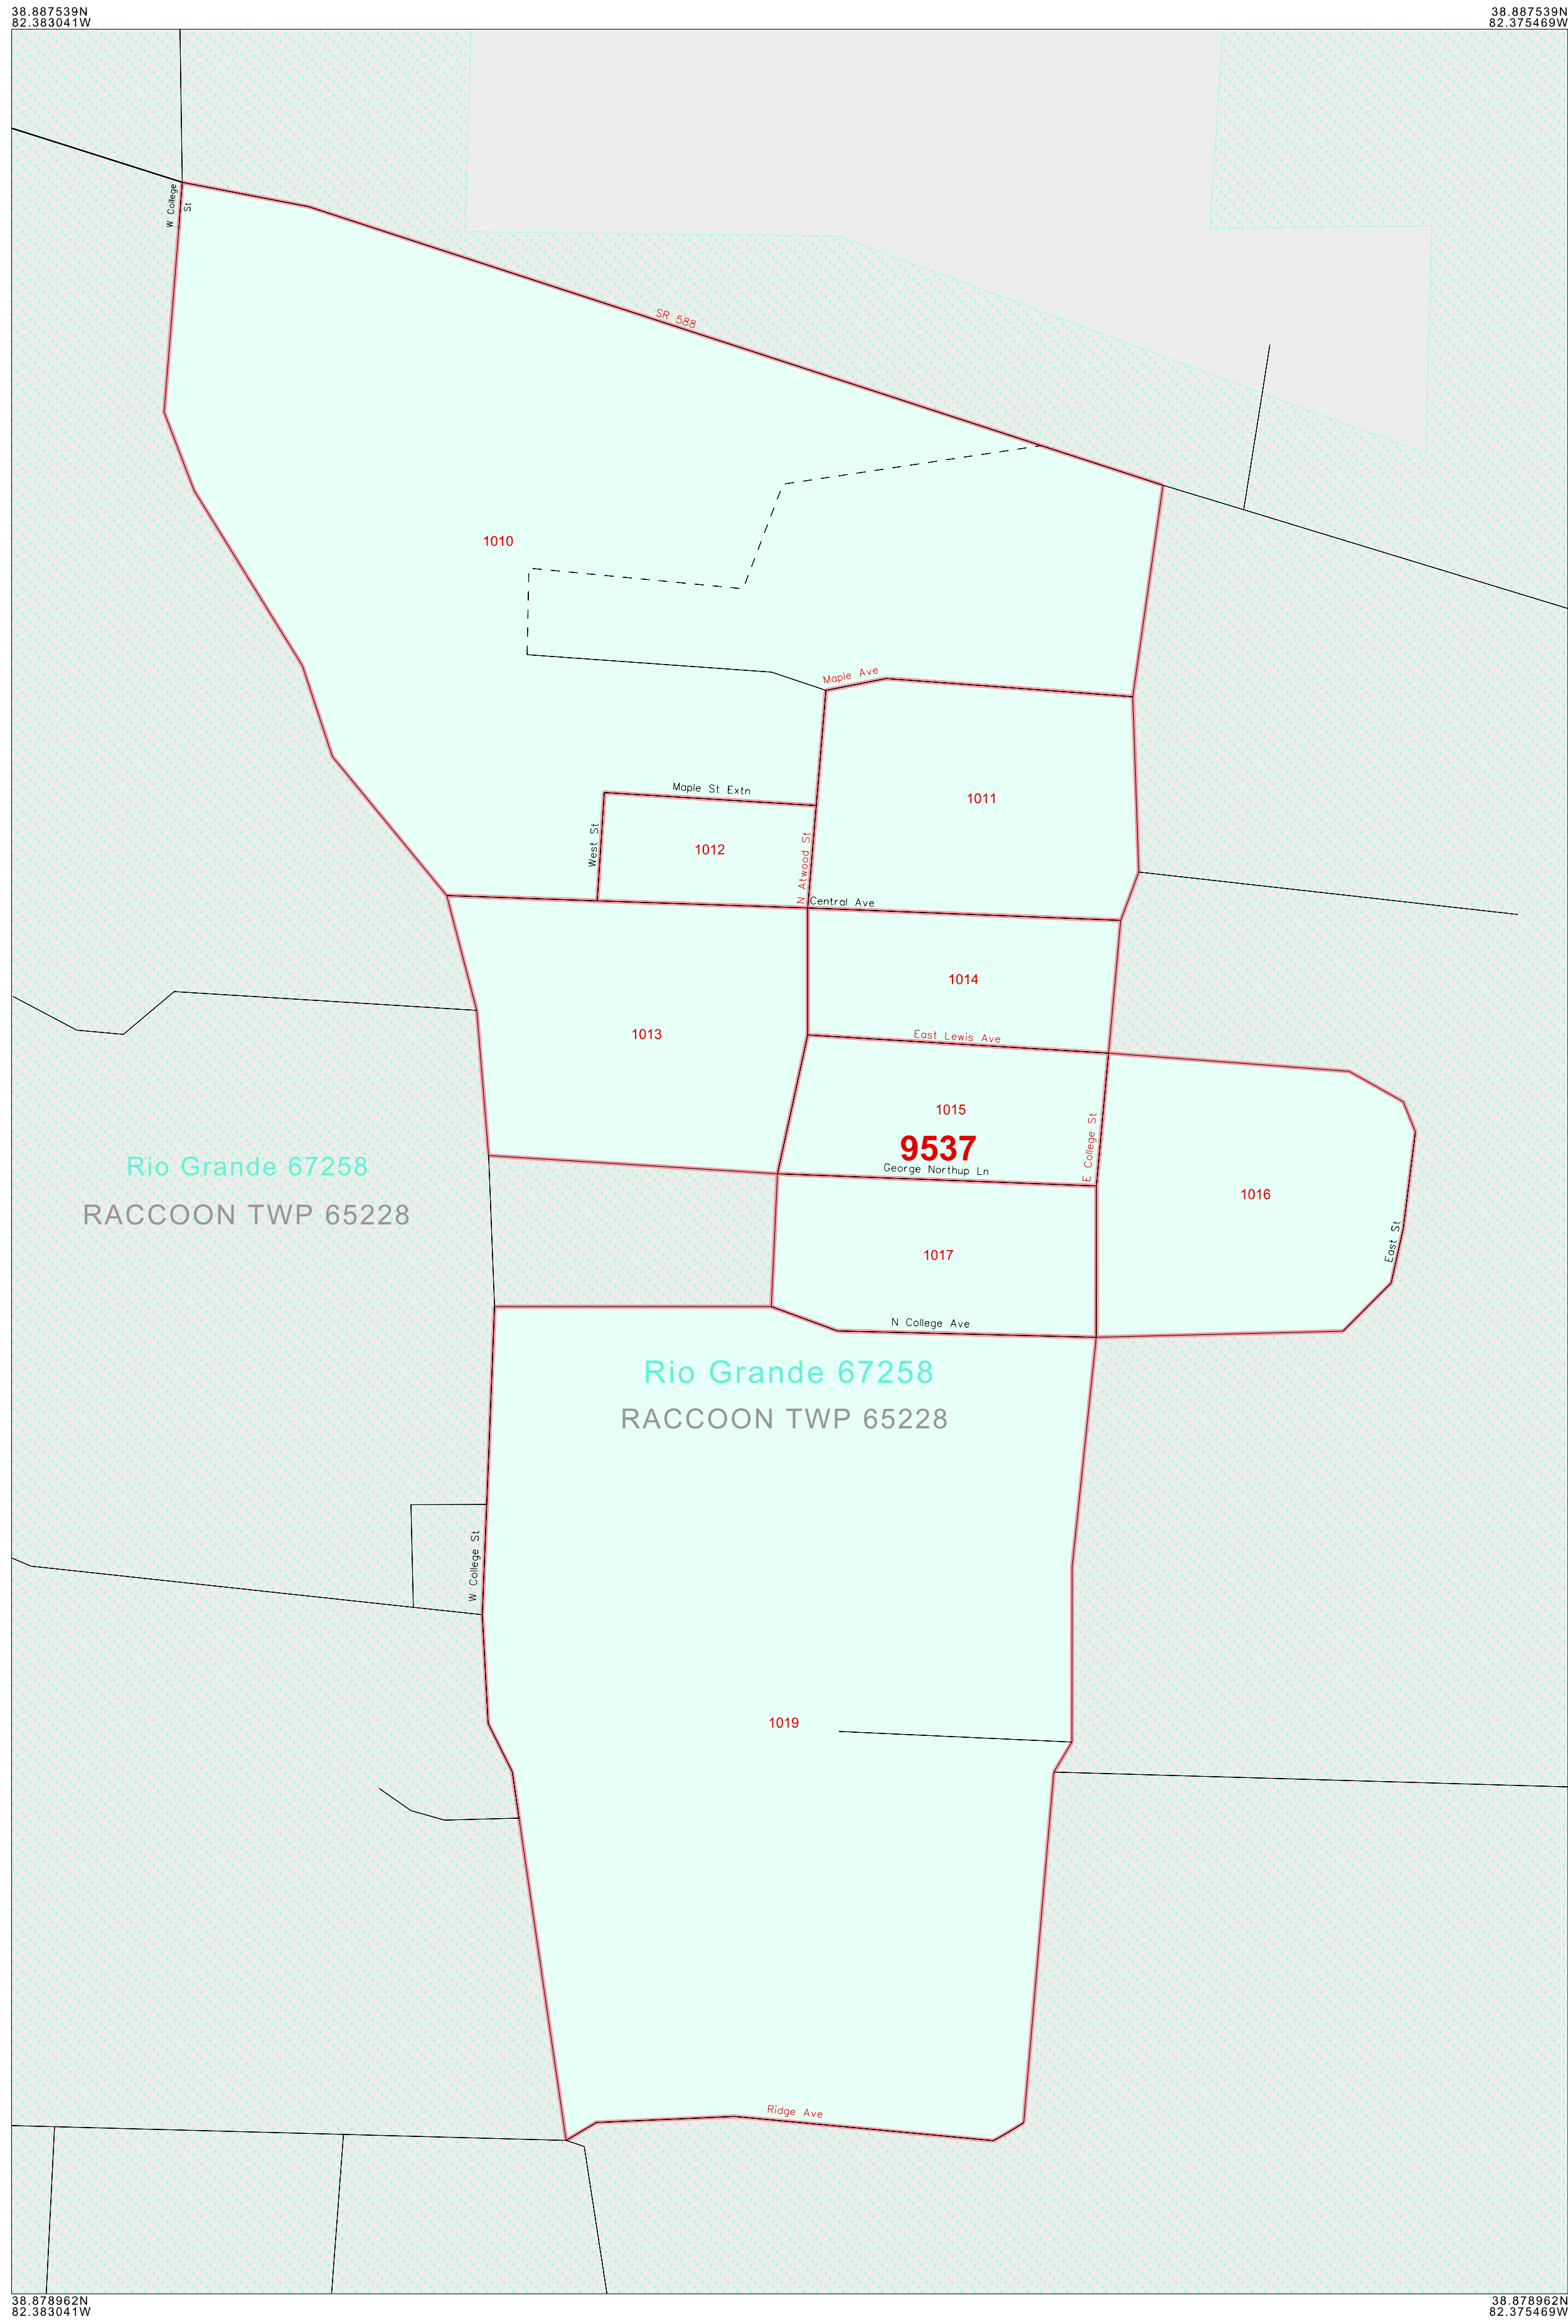 38.887539N
82.383041W
38.887539N
82.375469W
W College
St
SR 588
1010
Maple Ave
Maple St Extn
1011
West St
1012
N Atwood St
Central Ave
1014
1013
East Lewis Ave
1015
9537
George Northup Ln
E College St
Rio Grande 67258
RACCOON TWP 65228
1016
East St
1017
N College Ave
Rio Grande 67258
RACCOON TWP 65228
W College St
1019
Ridge Ave
38.878962N
82.383041W
38.878962N
82.375469W